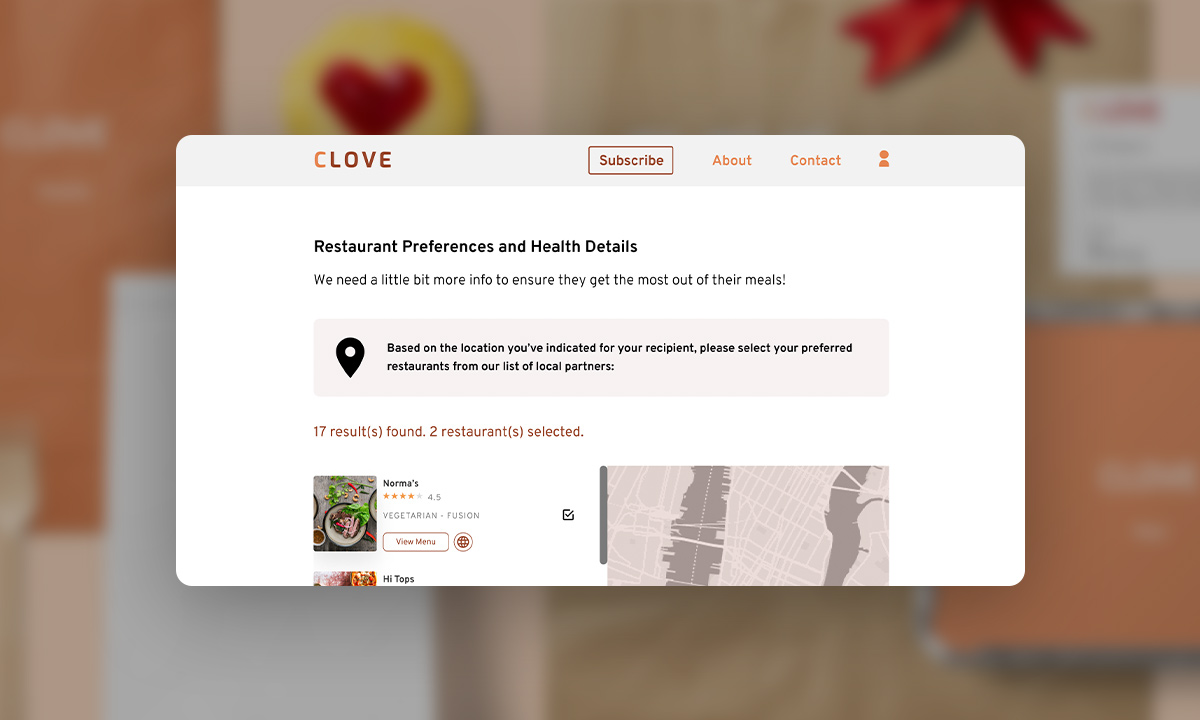 CLOVE
Subscribe
About
Contact
Restaurant Preferences and Health Details
We need a little bit more info to ensure they get the most out of their meals!
Based on the location you've indicated for your recipient, please select your preferred
restaurants from our list of local partners:
17 result(s) found. 2 restaurant(s) selected.
Norma's
4.5
VEGETARIAN - FUSION
View Menu
Hi Tops